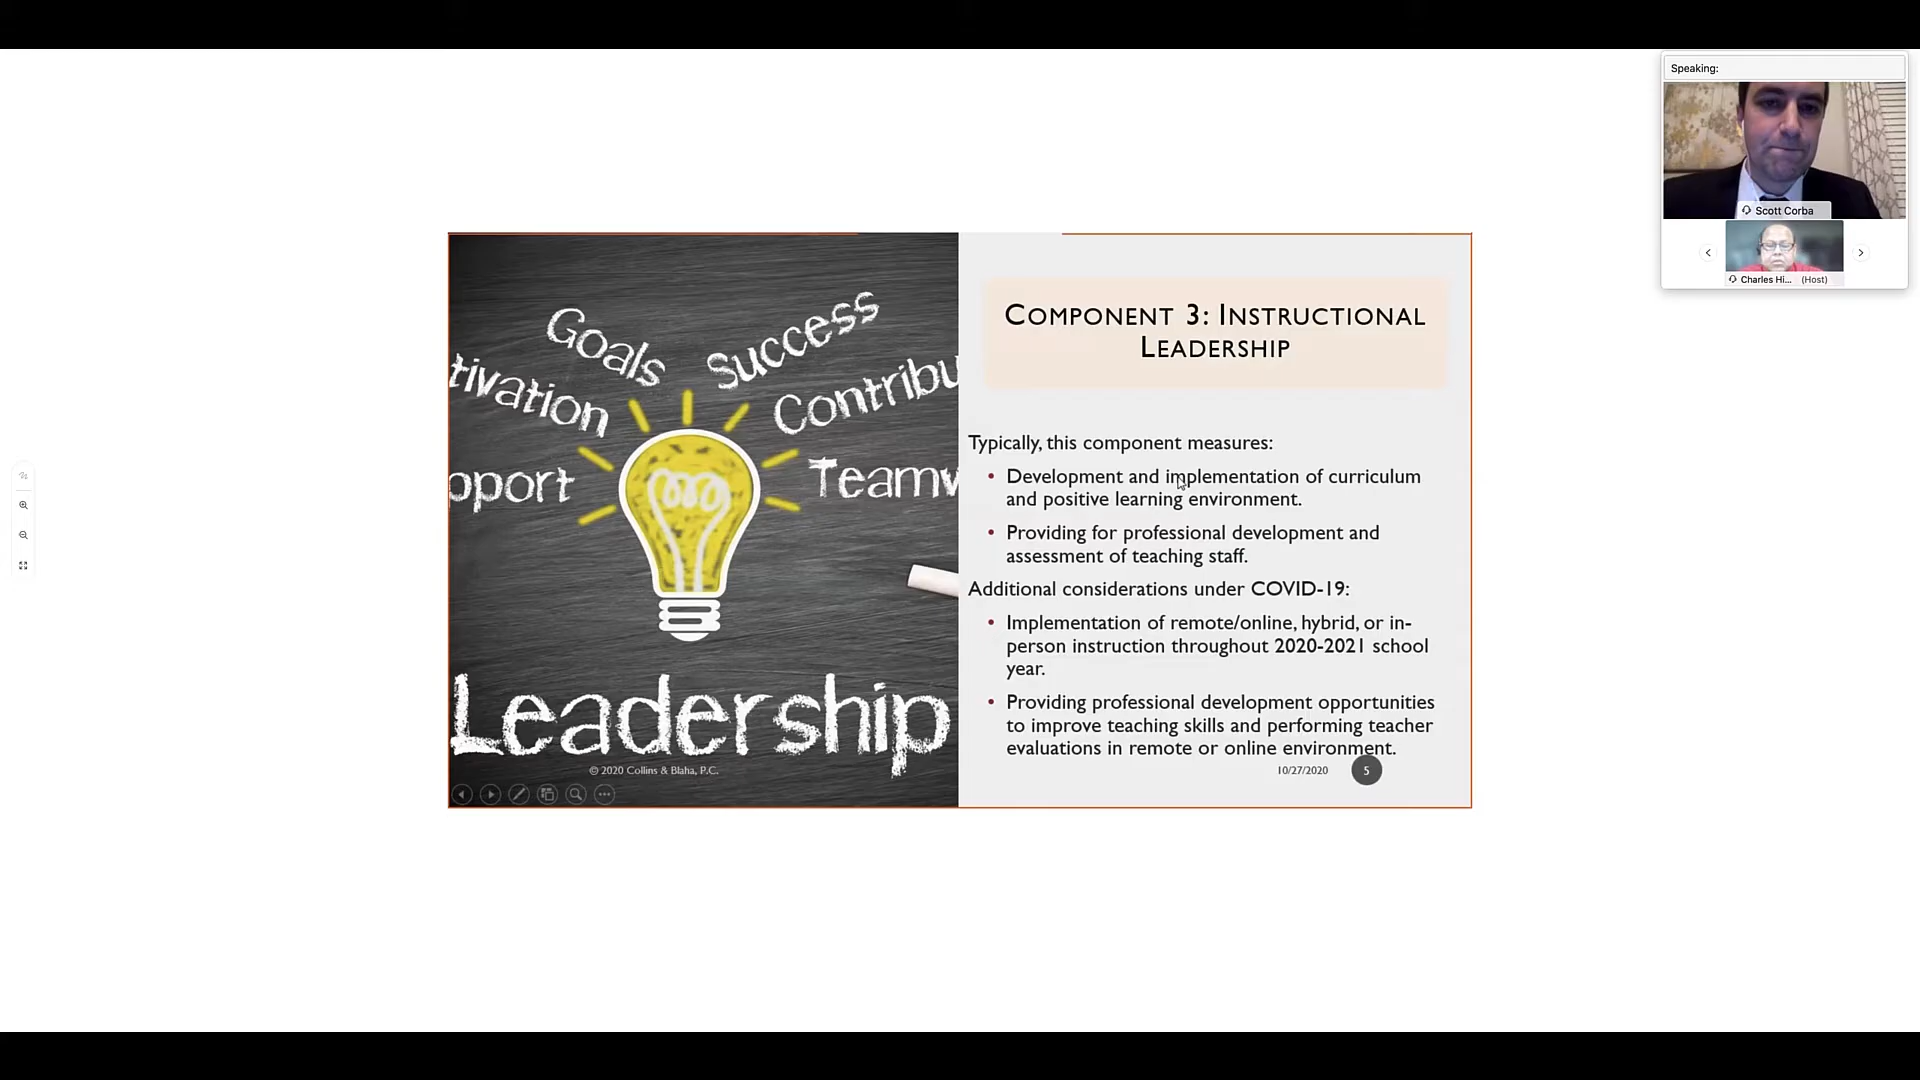 Speaking:
Scott Corba
Charles Hi... (Host)
Goals
Success
tivation
Contribu
pport
Teamw
Leadership
© 2020 Collins & Blaha, P.C.
COMPONENT 3: INSTRUCTIONAL
LEADERSHIP
Typically, this component measures:
• Development and implementation of curriculum
and positive learning environment.
• Providing for professional development and
assessment of teaching staff.
Additional considerations under COVID-19:
• Implementation of remote/online, hybrid, or in-
person instruction throughout 2020-2021 school
year.
• Providing professional development opportunities
to improve teaching skills and performing teacher
evaluations in remote or online environment.
10/27/2020
5